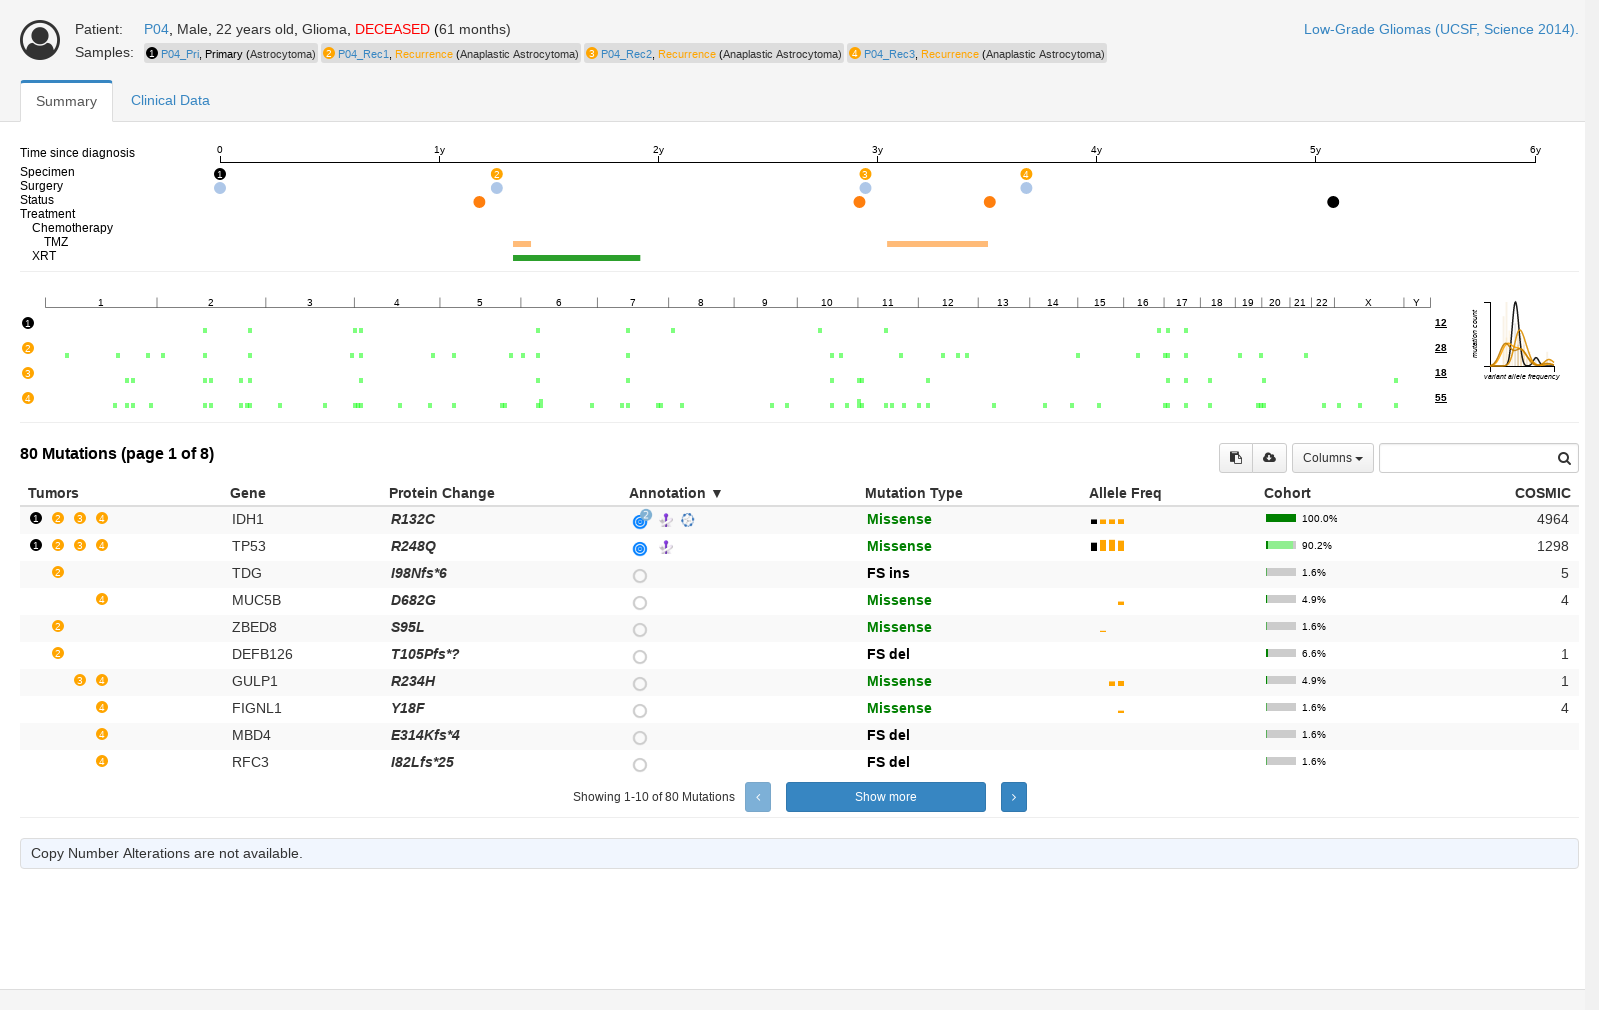 Patient: P04, Male, 22 years old, Glioma, DECEASED (61 months) Low-Grade Gliomas (UCSF, Science 2014).
Samples: 1 P04_Pri, Primary (Astrocytoma) 2 P04_Rec1, Recurrence (Anaplastic Astrocytoma) 3 P04_Rec2, Recurrence (Anaplastic Astrocytoma) 4 P04_Rec3, Recurrence (Anaplastic Astrocytoma)
Summary Clinical Data
Time since diagnosis 0 1y 2y 3y 4y 5y 6y
Specimen 1 2 3 4
Surgery
Status
Treatment
Chemotherapy
TMZ
XRT
1 2 3 4 5 6 7 8 9 10 11 12 13 14 15 16 17 18 19 20 21 22 X Y
1 12
2 28
3 18
4 55
mutation count
variant allele frequency
80 Mutations (page 1 of 8) Columns
Tumors Gene Protein Change Annotation ▼ Mutation Type Allele Freq Cohort COSMIC
1 2 3 4 IDH1 R132C 2 Missense 100.0% 4964
1 2 3 4 TP53 R248Q Missense 90.2% 1298
2 TDG I98Nfs*6 FS ins 1.6% 5
4 MUC5B D682G Missense 4.9% 4
2 ZBED8 S95L Missense 1.6%
2 DEFB126 T105Pfs*? FS del 6.6% 1
3 4 GULP1 R234H Missense 4.9% 1
4 FIGNL1 Y18F Missense 1.6% 4
4 MBD4 E314Kfs*4 FS del 1.6%
4 RFC3 I82Lfs*25 FS del 1.6%
Showing 1-10 of 80 Mutations ‹ Show more ›
Copy Number Alterations are not available.